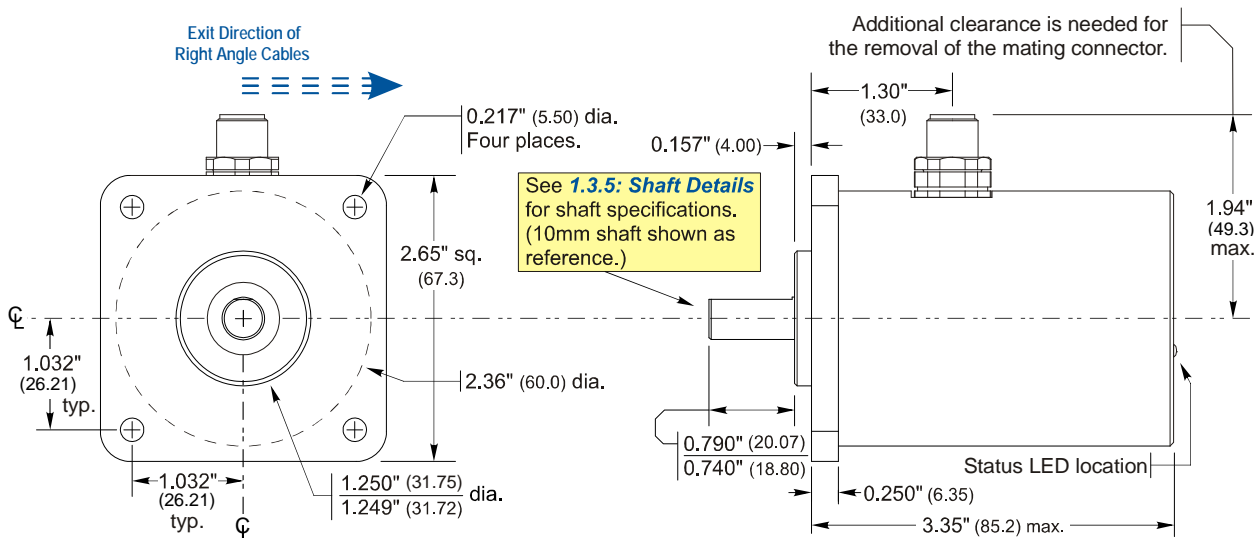 Exit Direction of
Right Angle Cables
Additional clearance is needed for
the removal of the mating connector.
0.217" (5.50) dia.
Four places.
1.30"
(33.0)
0.157" (4.00)
See 1.3.5: Shaft Details
for shaft specifications.
(10mm shaft shown as
reference.)
2.65" sq.
(67.3)
1.94"
(49.3)
max.
℄
1.032"
(26.21)
typ.
2.36" (60.0) dia.
0.790" (20.07)
0.740" (18.80)
Status LED location
1.032"
(26.21)
typ.
℄
1.250" (31.75)
1.249" (31.72)
dia.
0.250" (6.35)
3.35" (85.2) max.